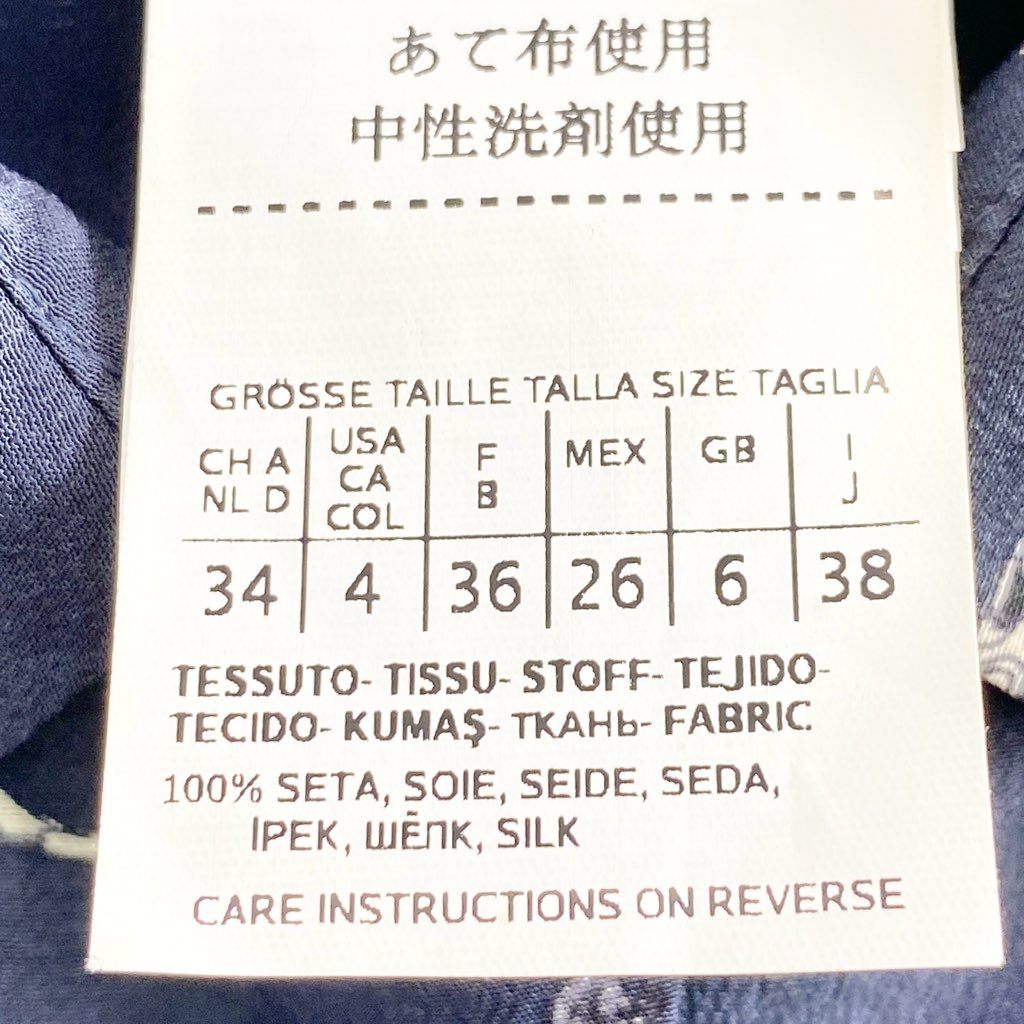 あて布使用
中性洗剤使用
GRÖSSE TAILLE TALLA SIZE TAGLIA
CH A
NL D
USA
CA
COL
F
B
MEX
GB
I
J
34 4 36 26 6 38
TESSUTO- TISSU- STOFF- TEJIDO-
TECIDO- KUMAŞ- ТКАНЬ- FABRIC:
100% SETA, SOIE, SEIDE, SEDA,
İPEK, ШЁЛК, SILK
CARE INSTRUCTIONS ON REVERSE